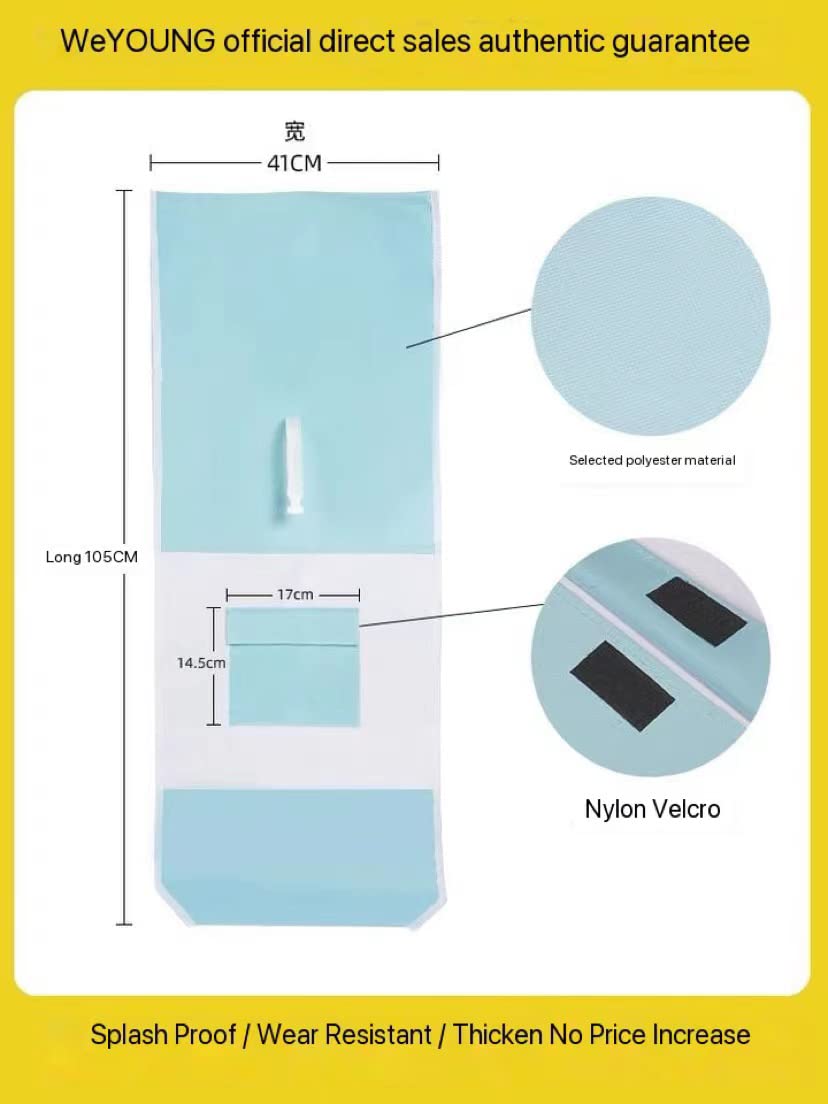 WeYOUNG official direct sales authentic guarantee
宽
41CM
Selected polyester material
Long 105CM
17cm
14.5cm
Nylon Velcro
Splash Proof / Wear Resistant / Thicken No Price Increase